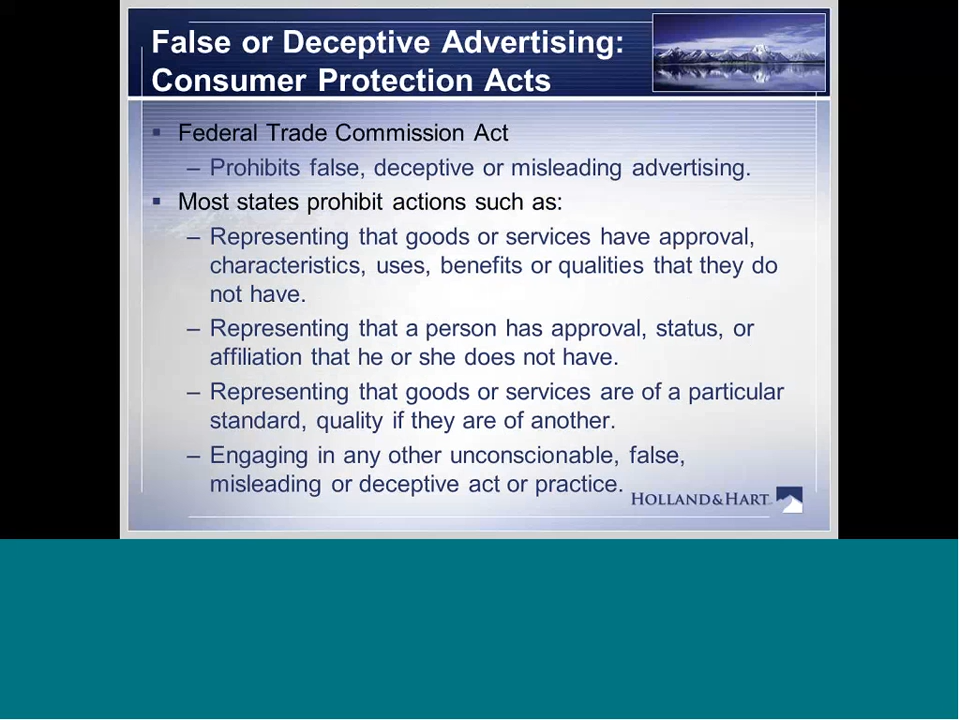 False or Deceptive Advertising:
Consumer Protection Acts
▪ Federal Trade Commission Act
– Prohibits false, deceptive or misleading advertising.
▪ Most states prohibit actions such as:
– Representing that goods or services have approval,
characteristics, uses, benefits or qualities that they do
not have.
– Representing that a person has approval, status, or
affiliation that he or she does not have.
– Representing that goods or services are of a particular
standard, quality if they are of another.
– Engaging in any other unconscionable, false,
misleading or deceptive act or practice.
HOLLAND&HART